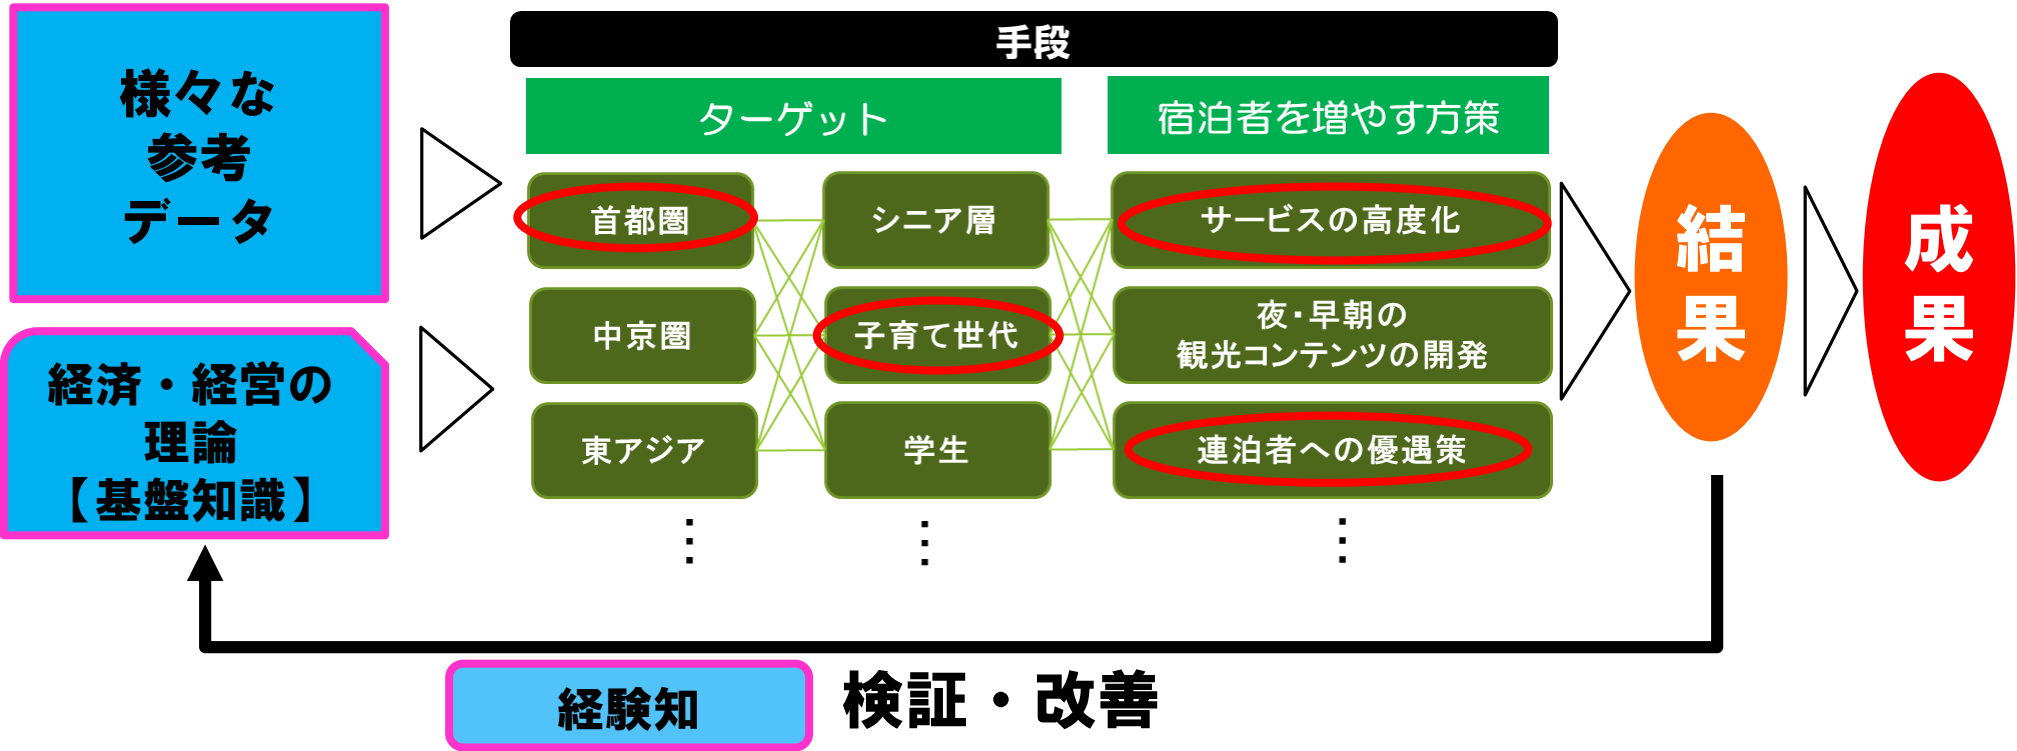 様々な
参考
データ
経済・経営の
理論
【基盤知識】
手段
ターゲット
宿泊者を増やす方策
首都圏
シニア層
サービスの高度化
中京圏
子育て世代
夜・早朝の
観光コンテンツの開発
東アジア
学生
連泊者への優遇策
…
…
…
結果
成果
経験知
検証・改善